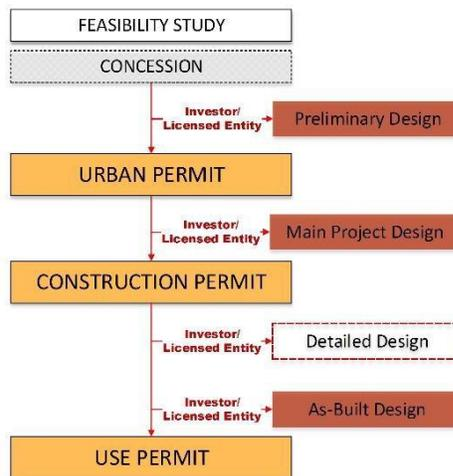 FEASIBILITY STUDY
CONCESSION
Investor/
Licensed Entity
Preliminary Design
URBAN PERMIT
Investor/
Licensed Entity
Main Project Design
CONSTRUCTION PERMIT
Investor/
Licensed Entity
Detailed Design
Investor/
Licensed Entity
As-Built Design
USE PERMIT